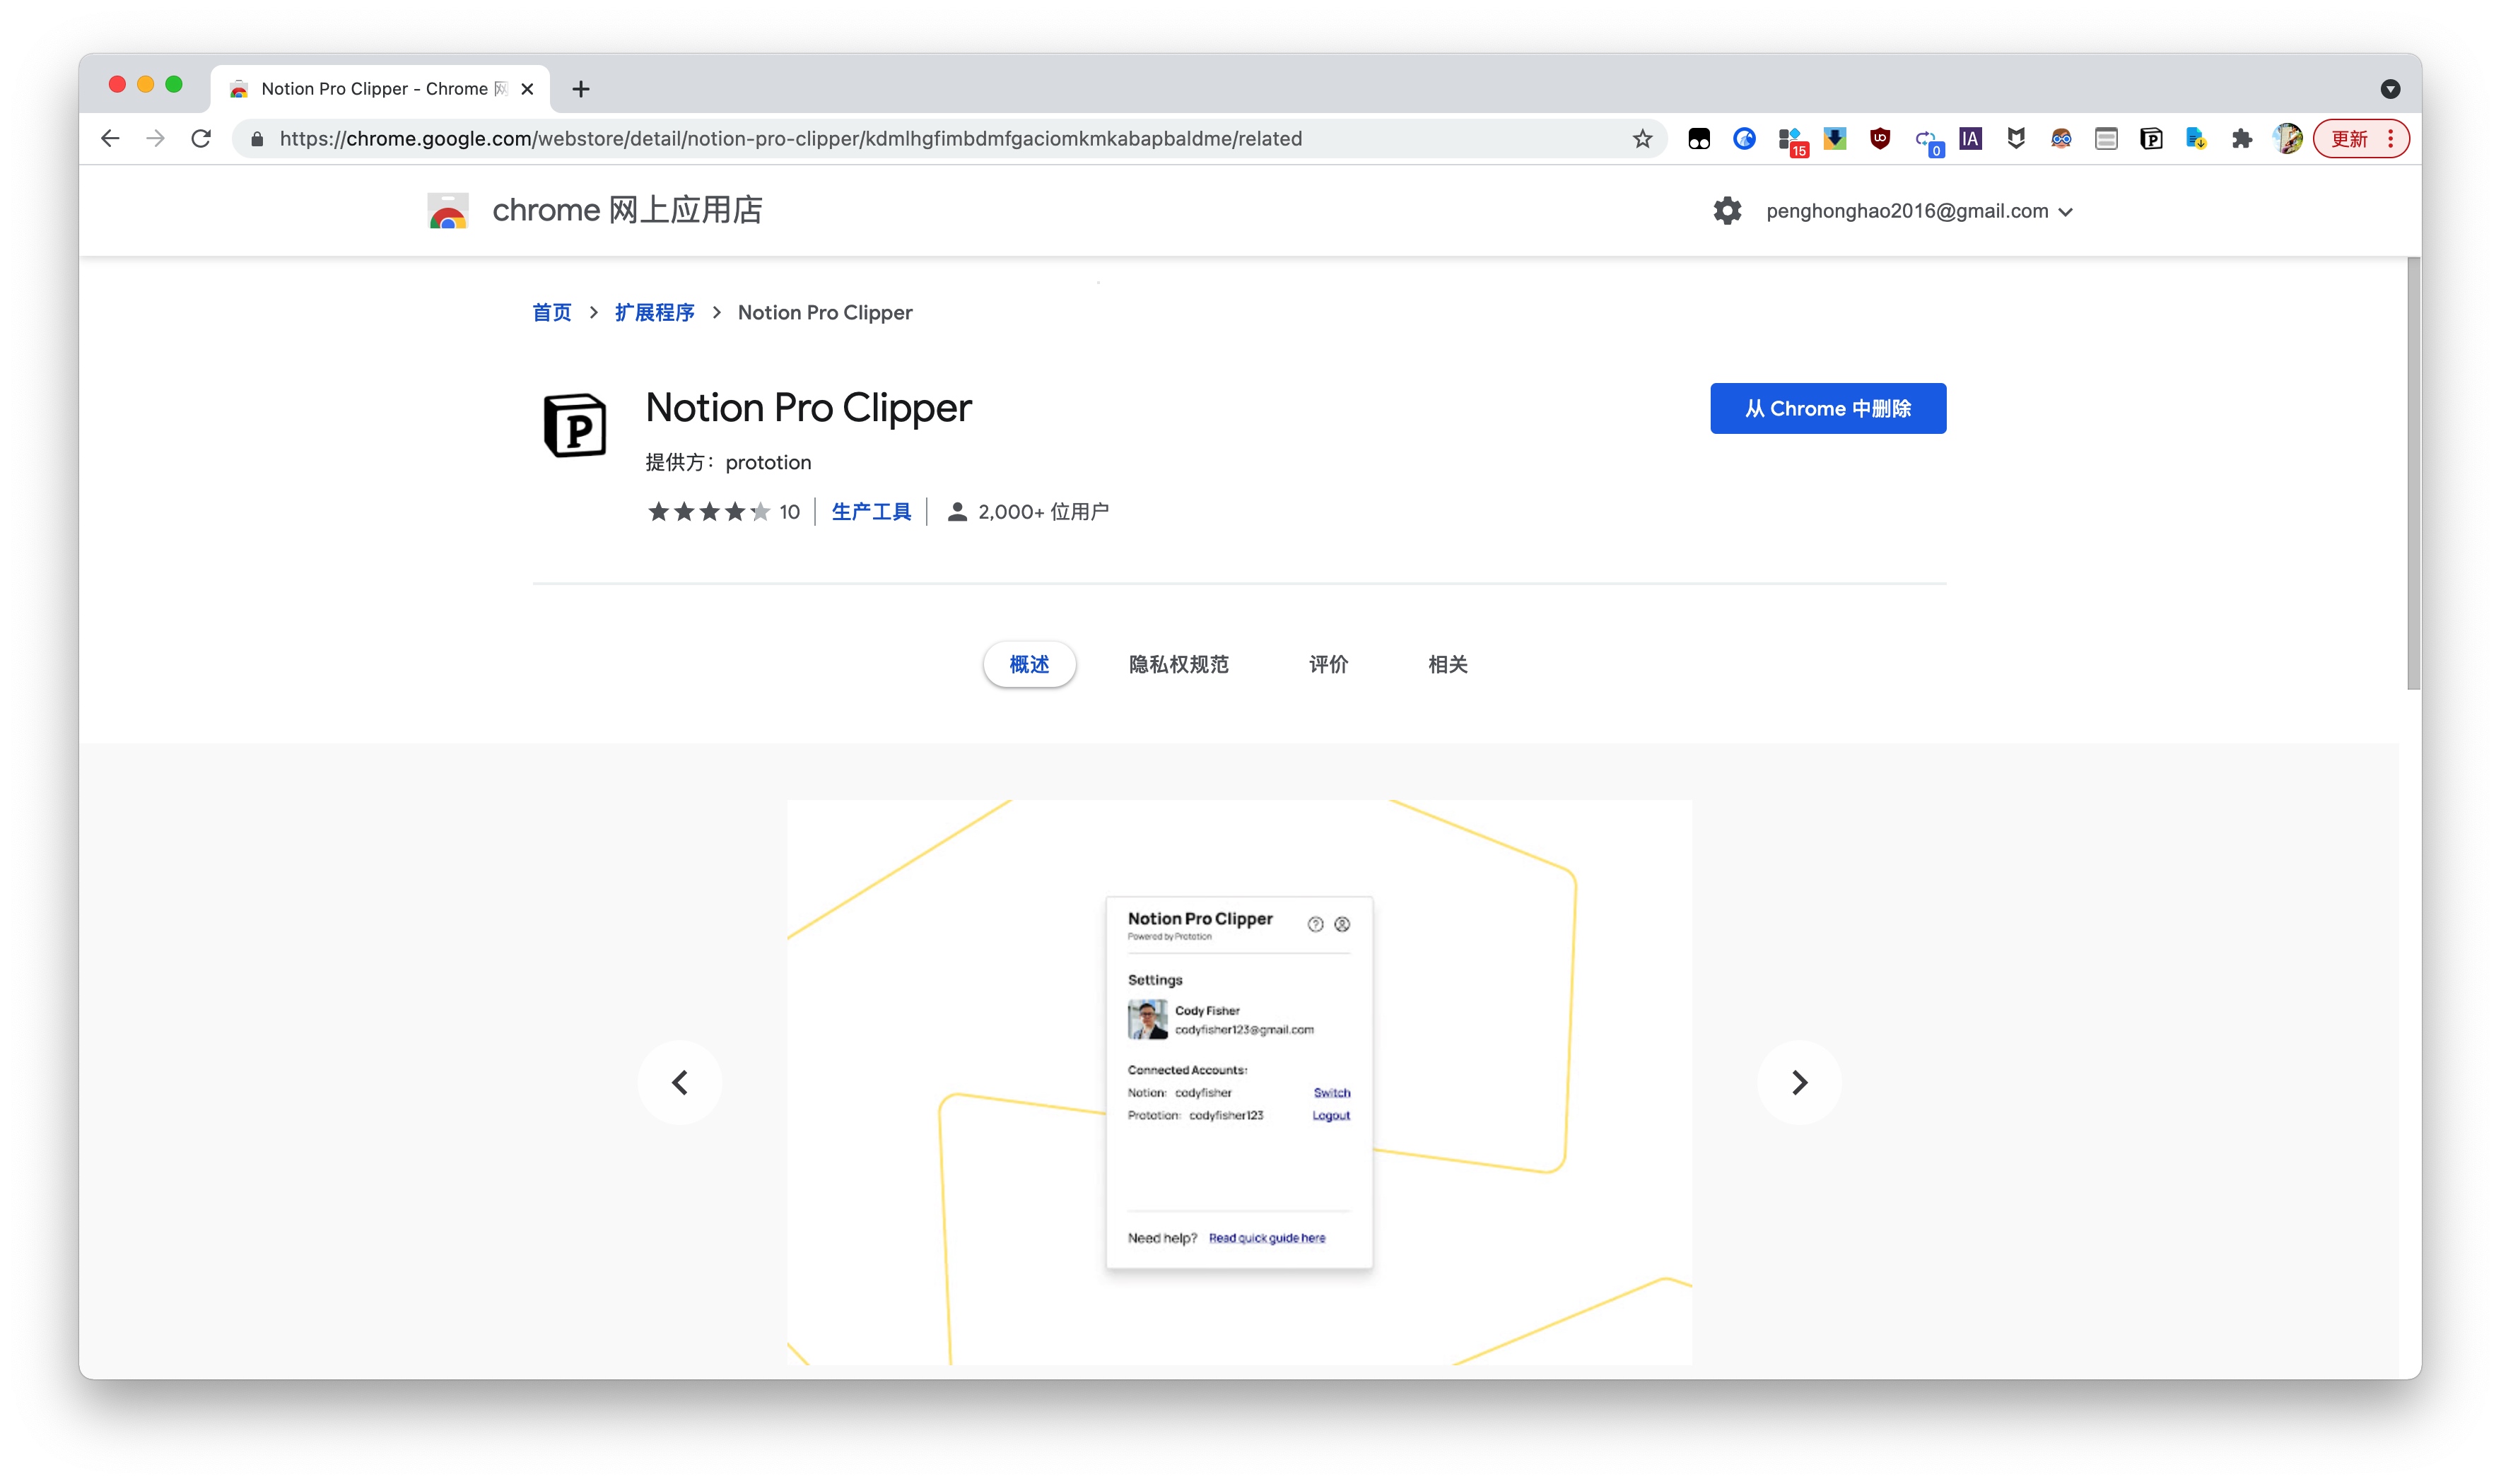 Notion Pro Clipper - Chrome 网
https://chrome.google.com/webstore/detail/notion-pro-clipper/kdmlhgfimbdmfgaciomkmkabapbaldme/related
15
0
IA
更新
chrome 网上应用店
penghonghao2016@gmail.com
首页 > 扩展程序 > Notion Pro Clipper
P
Notion Pro Clipper
从 Chrome 中删除
提供方： prototion
10 生产工具 2,000+ 位用户
概述 隐私权规范 评价 相关
Notion Pro Clipper
Powered by Prototion
Settings
Cody Fisher
codyfisher123@gmail.com
Connected Accounts:
Notion: codyfisher Switch
Prototion: codyfisher123 Logout
Need help? Read quick guide here